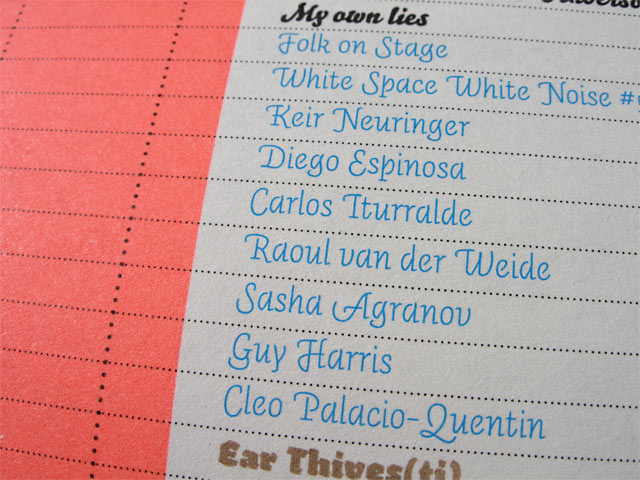 My own lies
Folk on Stage
White Space White Noise
Keir Neuringer
Diego Espinosa
Carlos Iturralde
Raoul van der Weide
Sasha Agranov
Guy Harris
Cleo Palacio-Quentin
Ear Thives(ti)